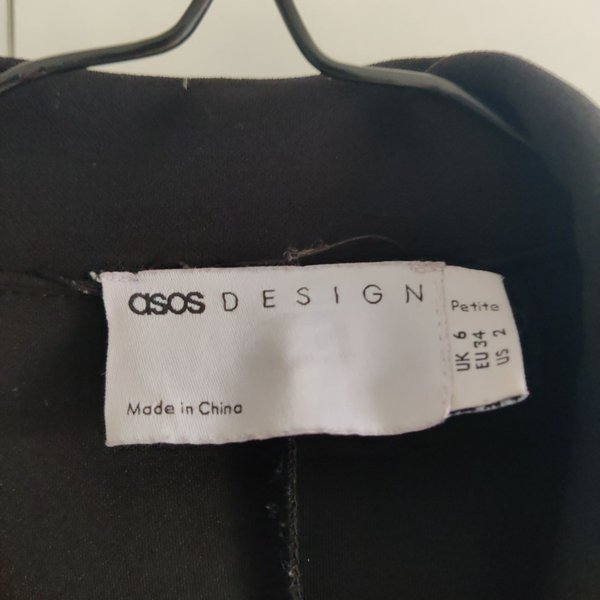 asos DESIGN
Made in China
Petite
UK 6
EU 34
US 2